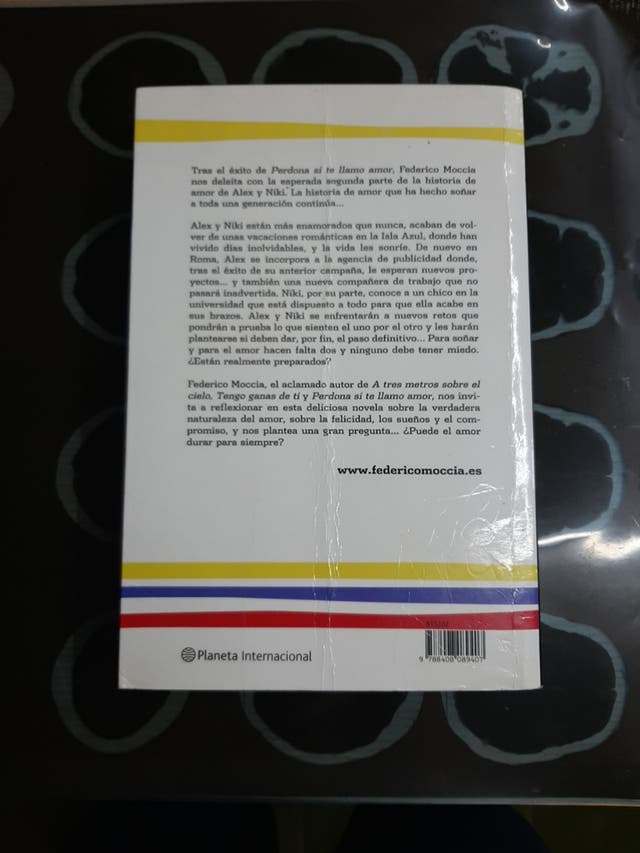 Tras el éxito de Perdona si te llamo amor, Federico Moccia
nos deleita con la esperada segunda parte de la historia de
amor de Alex y Niki. La historia de amor que ha hecho soñar
a toda una generación continúa...
Alex y Niki están más enamorados que nunca, acaban de vol-
ver de unas vacaciones románticas en la Isla Azul, donde han
vivido días inolvidables, y la vida les sonríe. De nuevo en
Roma, Alex se incorpora a la agencia de publicidad donde,
tras el éxito de su anterior campaña, le esperan nuevos pro-
yectos... y también una nueva compañera de trabajo que no
pasará inadvertida. Niki, por su parte, conoce a un chico en la
universidad que está dispuesto a todo para que ella acabe en
sus brazos. Alex y Niki se enfrentarán a nuevos retos que
pondrán a prueba lo que sienten el uno por el otro y les harán
plantearse si deben dar, por fin, el paso definitivo... Para soñar
y para el amor hacen falta dos y ninguno debe tener miedo.
¿Están realmente preparados?
Federico Moccia, el aclamado autor de A tres metros sobre el
cielo, Tengo ganas de ti y Perdona si te llamo amor, nos invi-
ta a reflexionar en esta deliciosa novela sobre la verdadera
naturaleza del amor, sobre la felicidad, los sueños y el com-
promiso, y nos plantea una gran pregunta... ¿Puede el amor
durar para siempre?
www.federicomoccia.es
Planeta Internacional
9 788408 089407